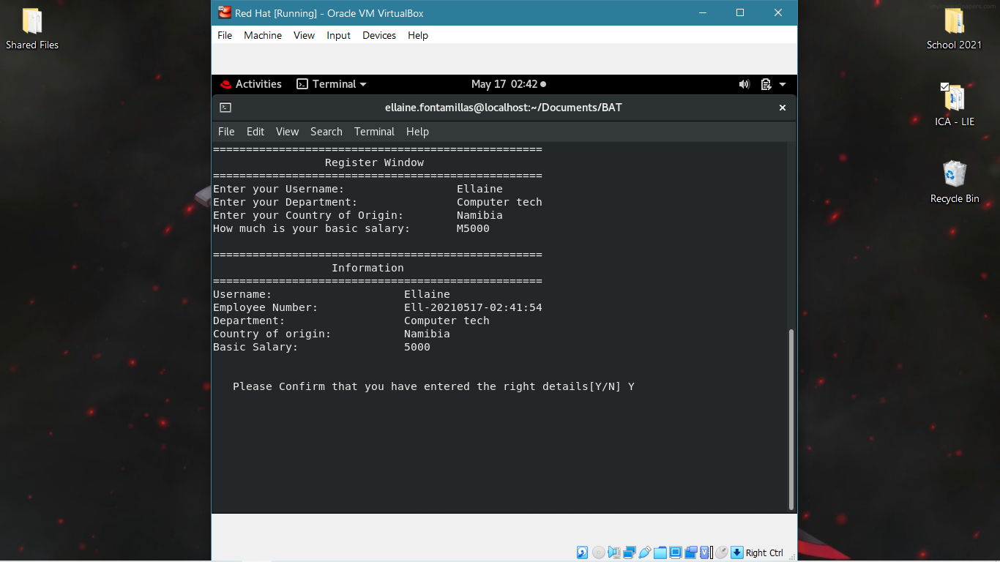 Red Hat [Running] - Oracle VM VirtualBox
File Machine View Input Devices Help
Shared Files
School 2021
ICA - LIE
Recycle Bin
Activities Terminal May 17 02:42
ellaine.fontamillas@localhost:~/Documents/BAT
File Edit View Search Terminal Help
==================================================
Register Window
==================================================
Enter your Username: Ellaine
Enter your Department: Computer tech
Enter your Country of Origin: Namibia
How much is your basic salary: M5000
==================================================
Information
==================================================
Username: Ellaine
Employee Number: Ell-20210517-02:41:54
Department: Computer tech
Country of origin: Namibia
Basic Salary: 5000
Please Confirm that you have entered the right details[Y/N] Y
Right Ctrl